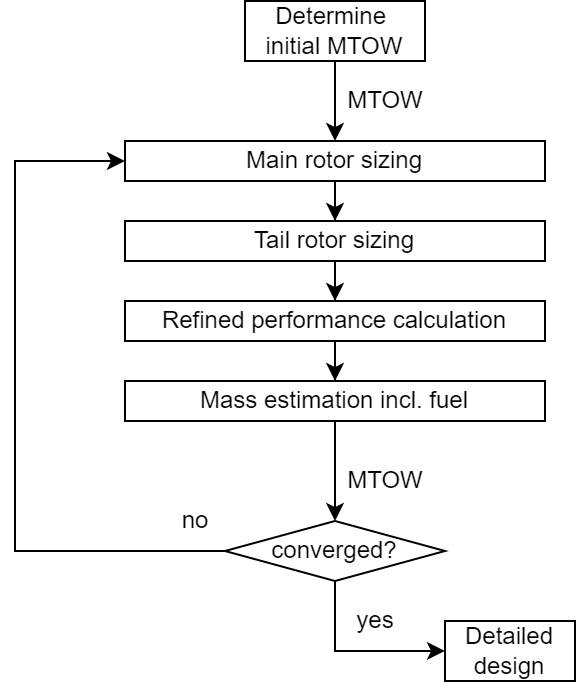 Determine
initial MTOW
MTOW
Main rotor sizing
Tail rotor sizing
Refined performance calculation
Mass estimation incl. fuel
MTOW
no
converged?
yes
Detailed
design